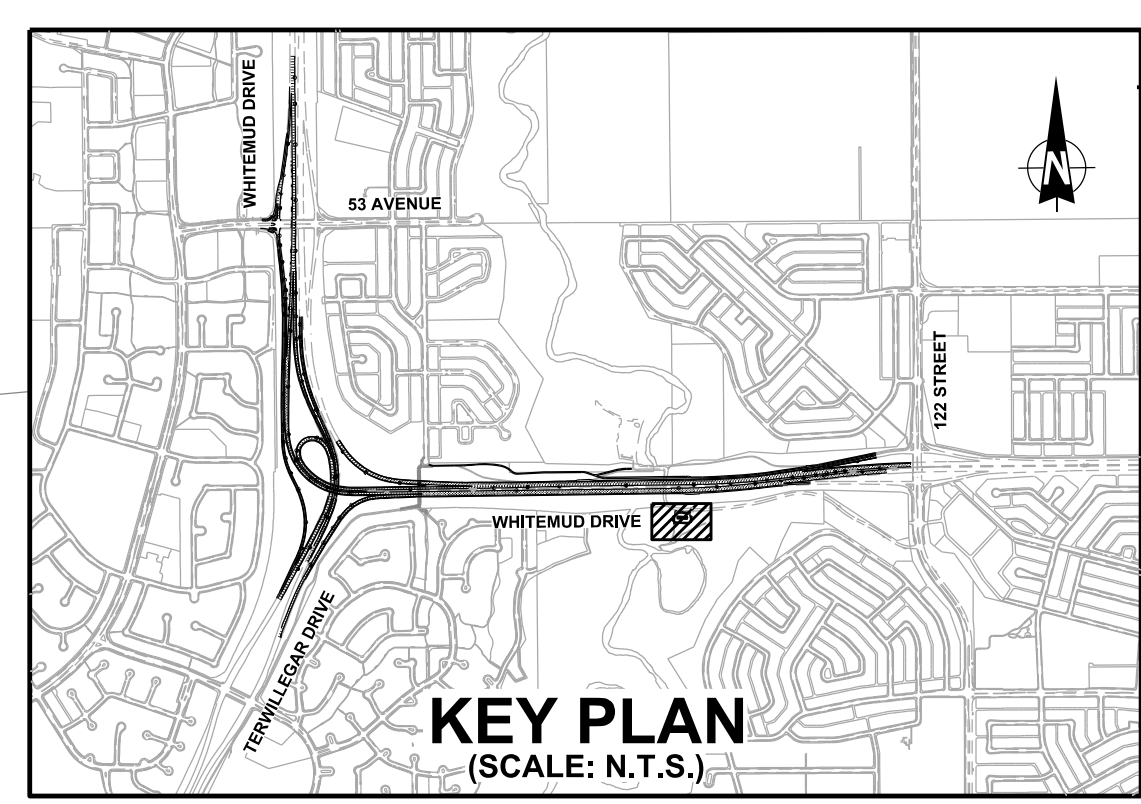 WHITEMUD DRIVE
53 AVENUE
N
122 STREET
WHITEMUD DRIVE
TERWILLEGAR DRIVE
KEY PLAN
(SCALE: N.T.S.)